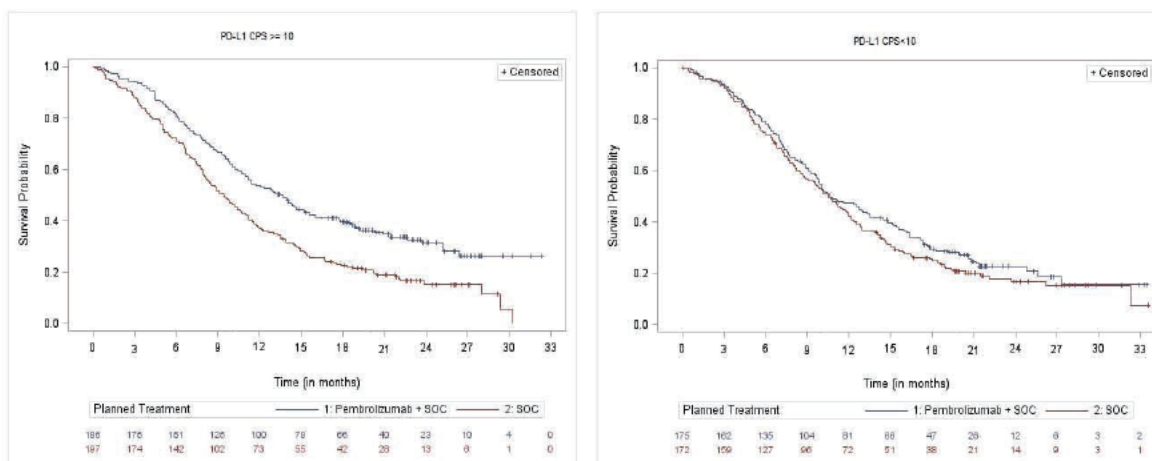 PD-L1 CPS >= 10
+ Censored
Survival Probability
1.0
0.8
0.6
0.4
0.2
0.0
0 3 6 9 12 15 18 21 24 27 30 33
Time (in months)
Planned Treatment 1: Pembrolizumab + SOC 2: SOC
186 175 151 125 100 79 66 40 23 10 4 0
197 174 142 102 73 55 42 28 13 6 1 0
PD-L1 CPS<10
+ Censored
Survival Probability
1.0
0.8
0.6
0.4
0.2
0.0
0 3 6 9 12 15 18 21 24 27 30 33
Time (in months)
Planned Treatment 1: Pembrolizumab + SOC 2: SOC
175 162 135 104 81 47 26 12 6 3 2
172 159 127 96 72 51 38 21 14 9 3 1